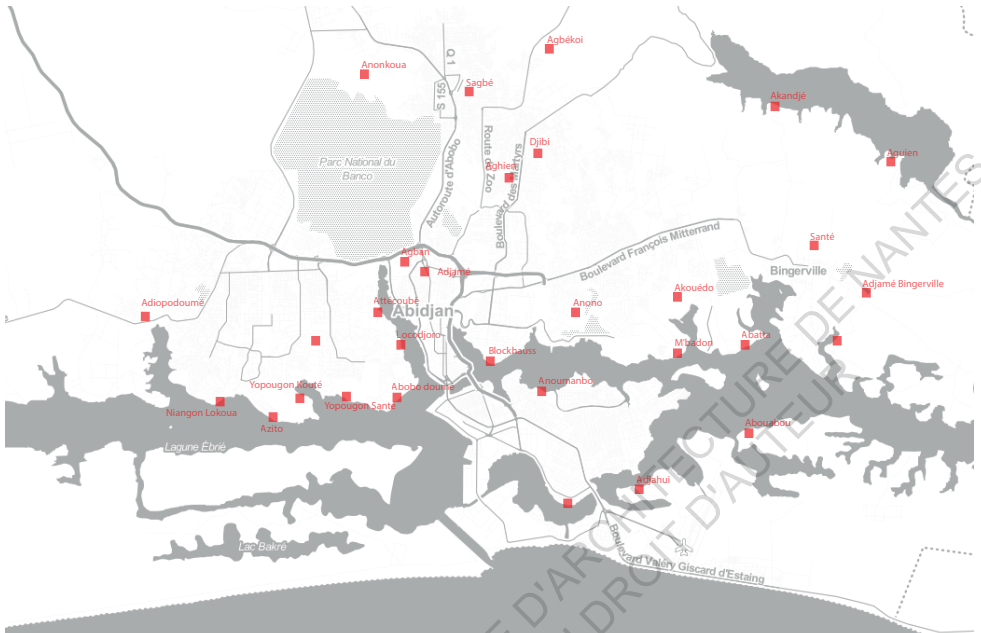 Agbékoi
Q 1
Anonkoua
Sagbé
S 155
Akandjé
Route du Zoo
Djibi
Boulevard des Martyrs
Autoroute d'Abobo
Parc National du
Banco
Aghien
Aguien
Santé
Boulevard François Mitterrand
Agban
Adjamé
Bingerville
Adjamé Bingerville
Akouédo
Adiopodoumé
Attecoubé
Abidjan
Anono
Locodjoro
Blockhauss
M'badon
Abatta
Yopougon Kouté
Abobo doumé
Anoumanbo
Niangon Lokoua
Yopougon Santé
Azito
Abouabou
Lagune Ébrié
Adjahui
Lac Bakré
Boulevard Valéry Giscard d'Estaing
D'ARCHITECTURE DE NANTES
DROIT D'AUTEUR